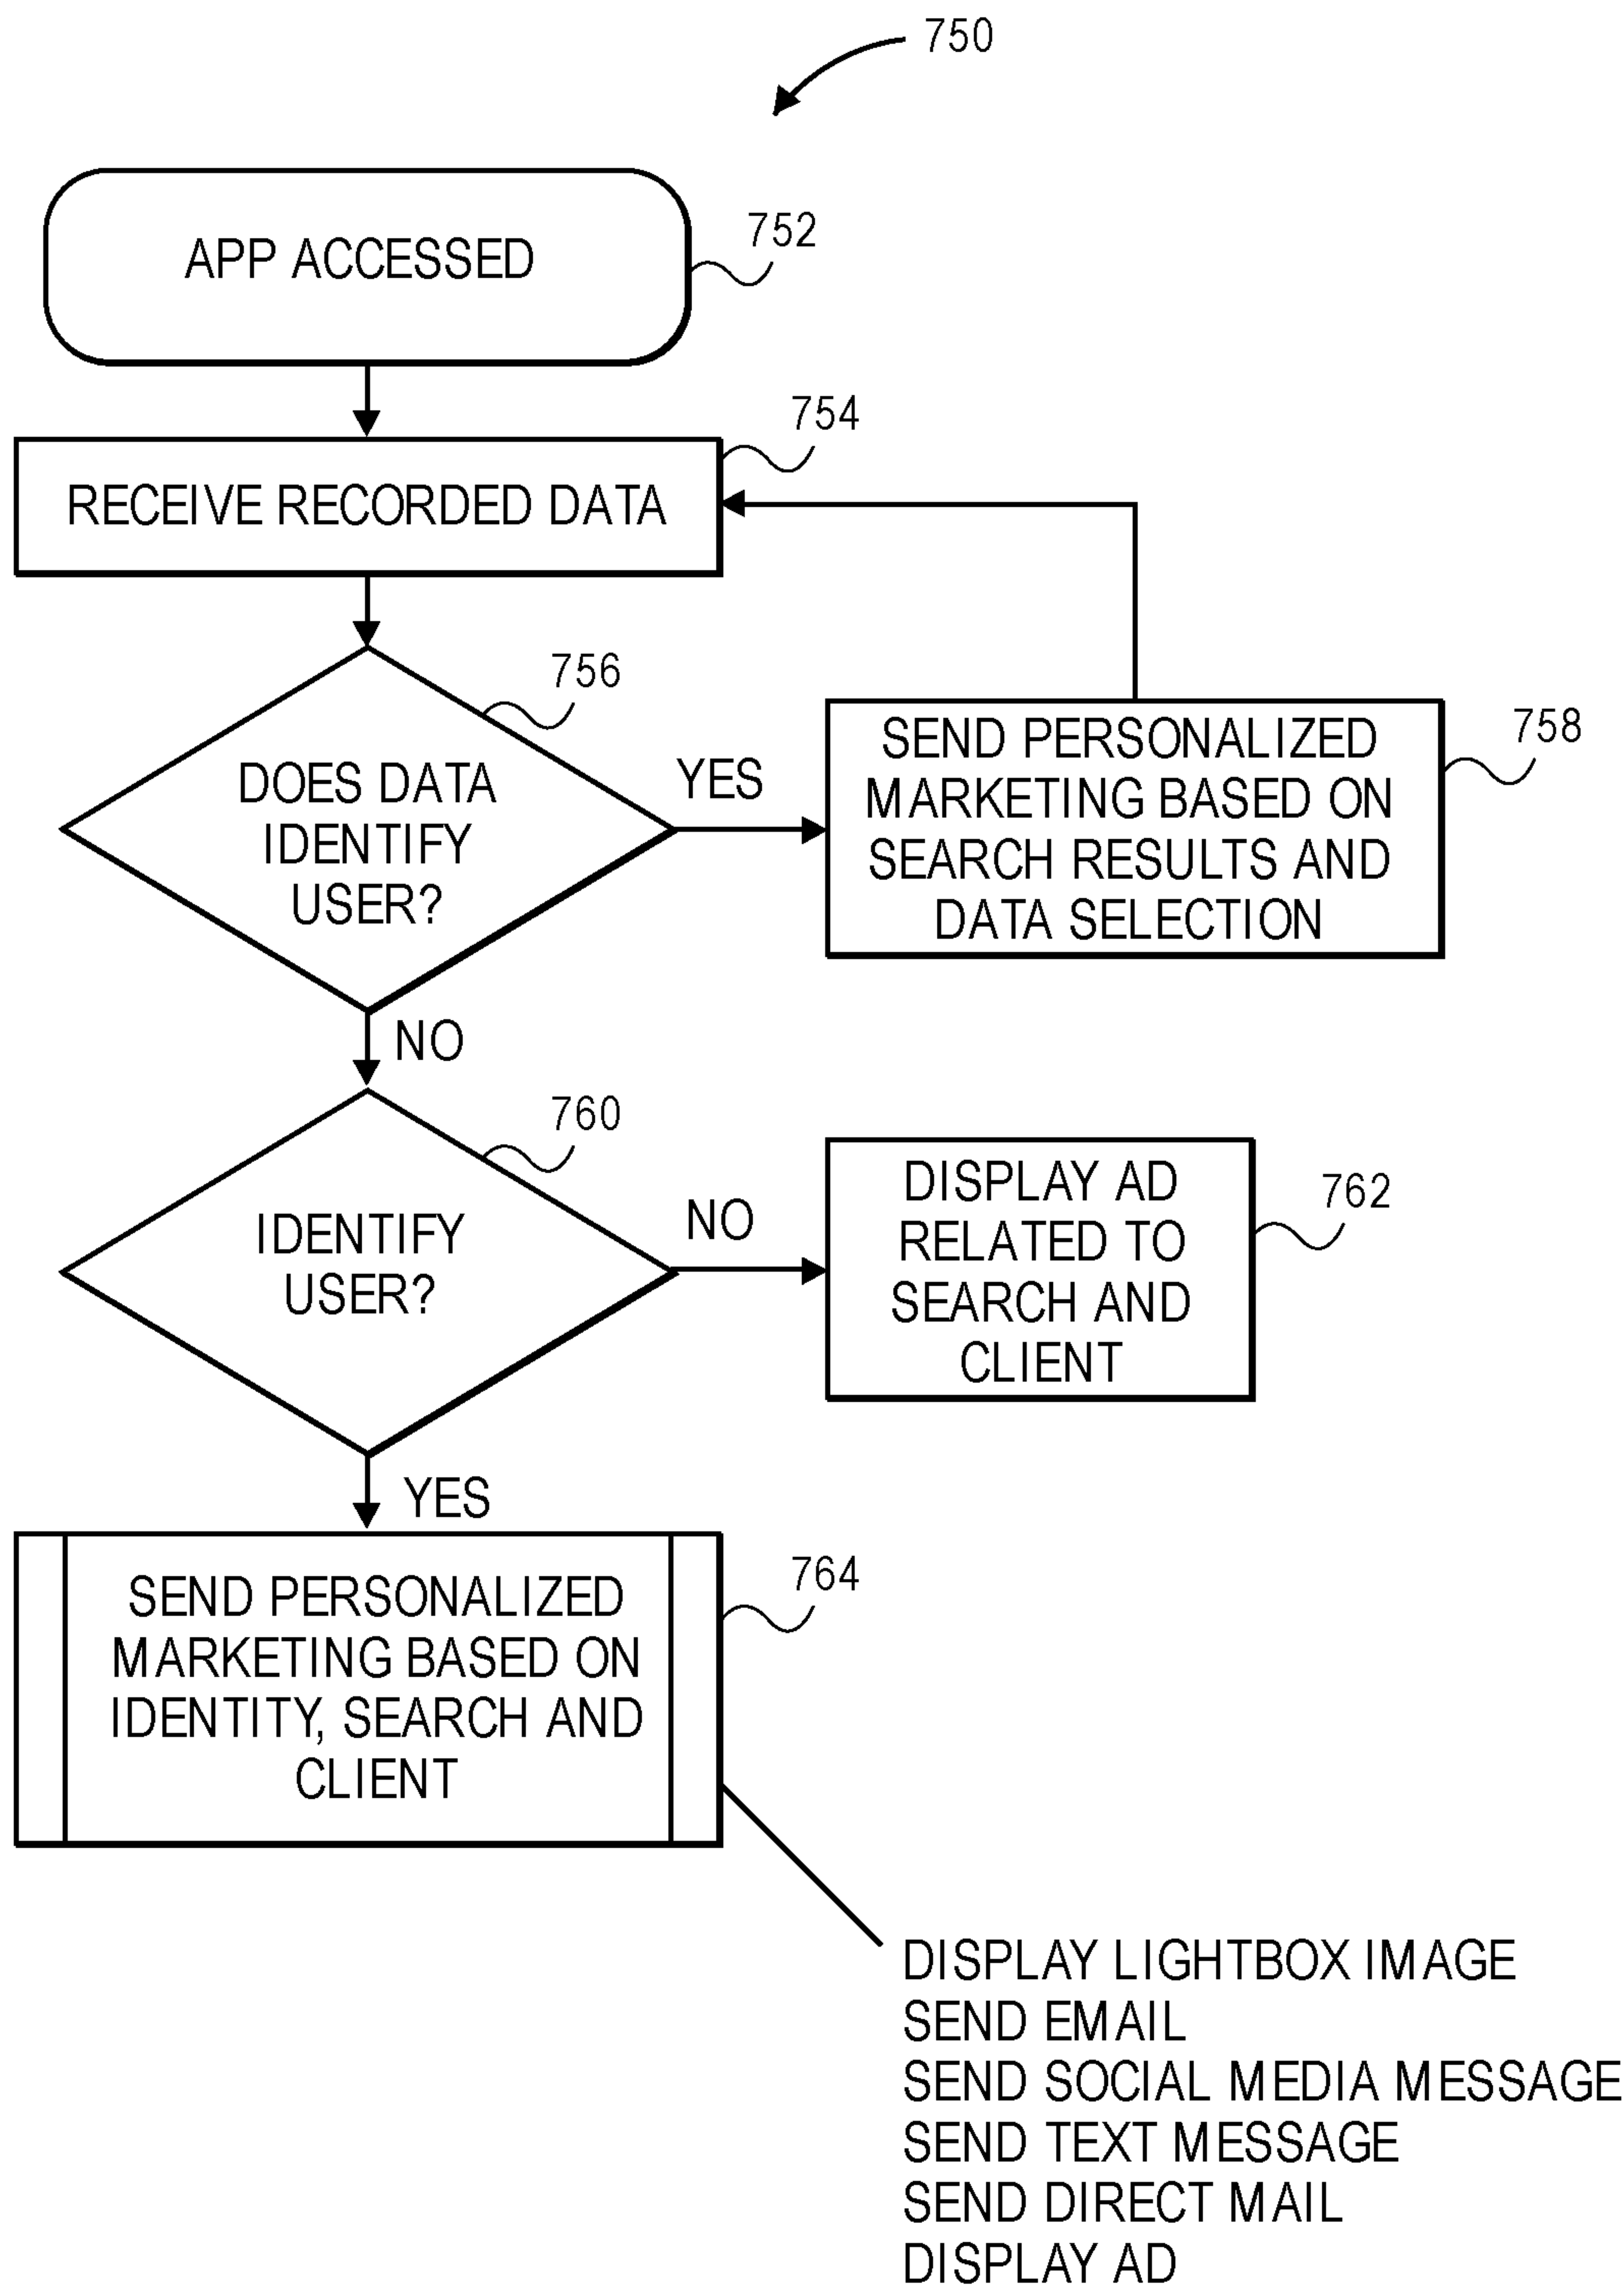 750
APP ACCESSED
752
754
RECEIVE RECORDED DATA
756
DOES DATA
IDENTIFY
USER?
YES
SEND PERSONALIZED
MARKETING BASED ON
SEARCH RESULTS AND
DATA SELECTION
758
NO
760
IDENTIFY
USER?
NO
DISPLAY AD
RELATED TO
SEARCH AND
CLIENT
762
YES
SEND PERSONALIZED
MARKETING BASED ON
IDENTITY, SEARCH AND
CLIENT
764
DISPLAY LIGHTBOX IMAGE
SEND EMAIL
SEND SOCIAL MEDIA MESSAGE
SEND TEXT MESSAGE
SEND DIRECT MAIL
DISPLAY AD